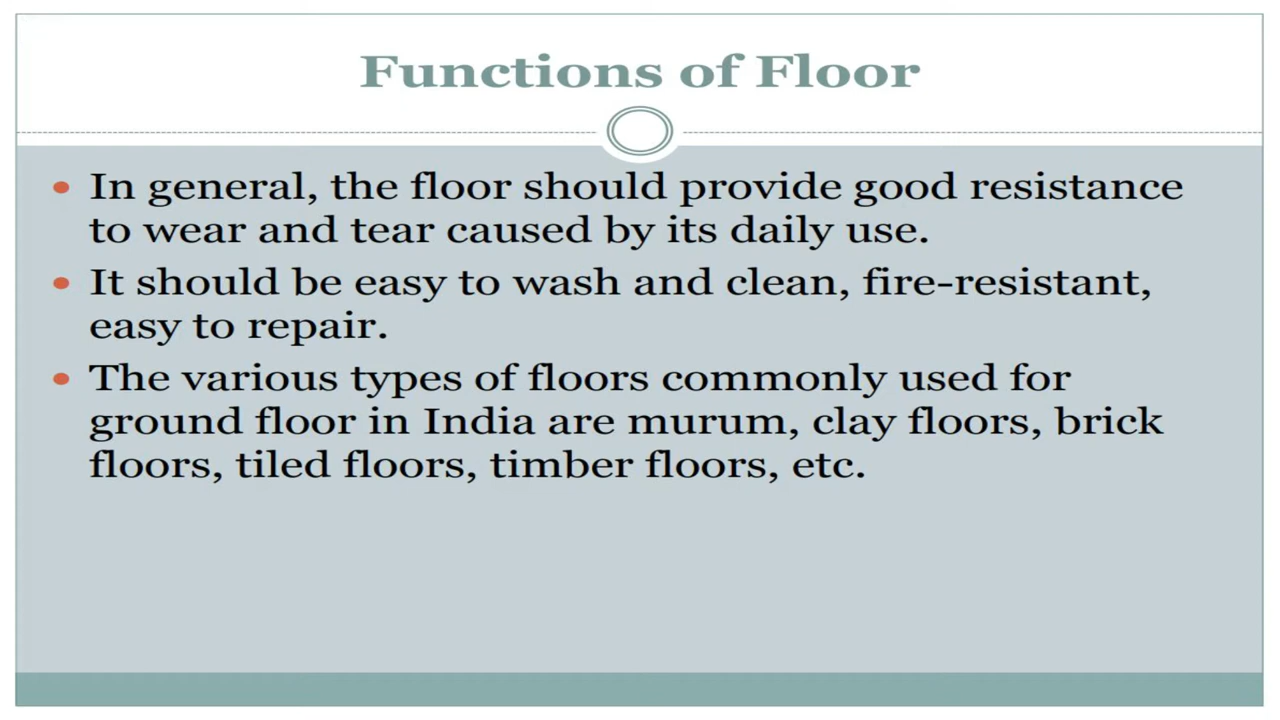 Functions of Floor
• In general, the floor should provide good resistance
to wear and tear caused by its daily use.
• It should be easy to wash and clean, fire-resistant,
easy to repair.
• The various types of floors commonly used for
ground floor in India are murum, clay floors, brick
floors, tiled floors, timber floors, etc.